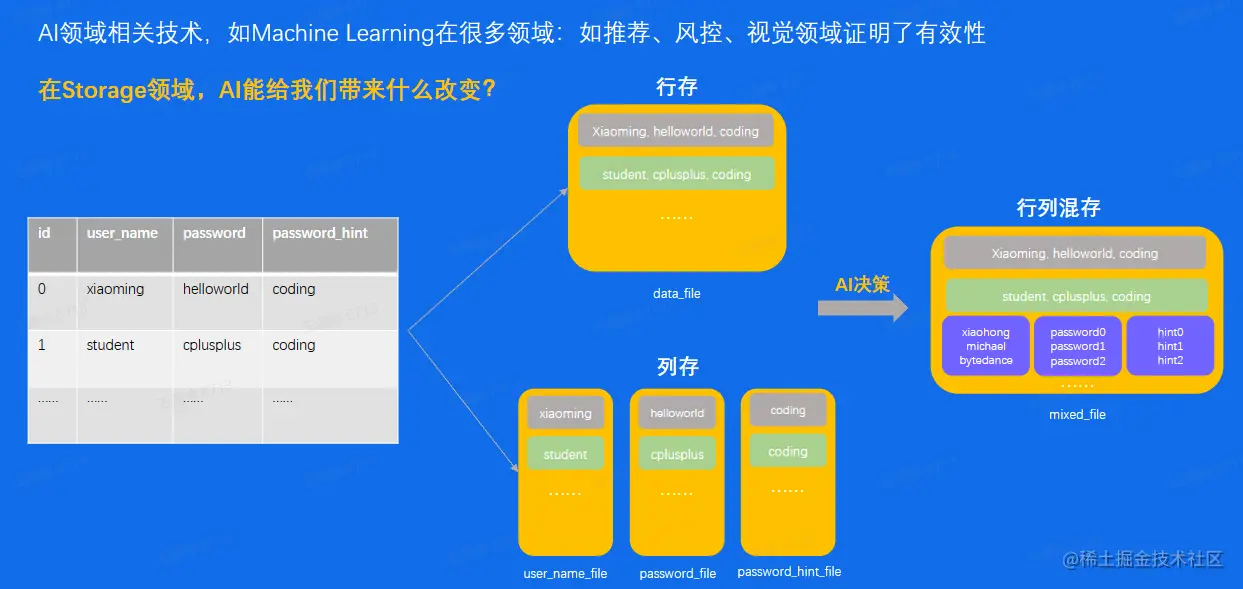 AI领域相关技术，如Machine Learning在很多领域：如推荐、风控、视觉领域证明了有效性
在Storage领域，AI能给我们带来什么改变？
id user_name password password_hint
0 xiaoming helloworld coding
1 student cplusplus coding
...... ...... ...... ......
行存
Xiaoming, helloworld, coding
student, cplusplus, coding
......
data_file
列存
xiaoming
student
......
user_name_file
helloworld
cplusplus
......
password_file
coding
coding
......
password_hint_file
AI决策
行列混存
Xiaoming, helloworld, coding
student, cplusplus, coding
xiaohong
michael
bytedance
password0
password1
password2
hint0
hint1
hint2
......
mixed_file
@稀土掘金技术社区